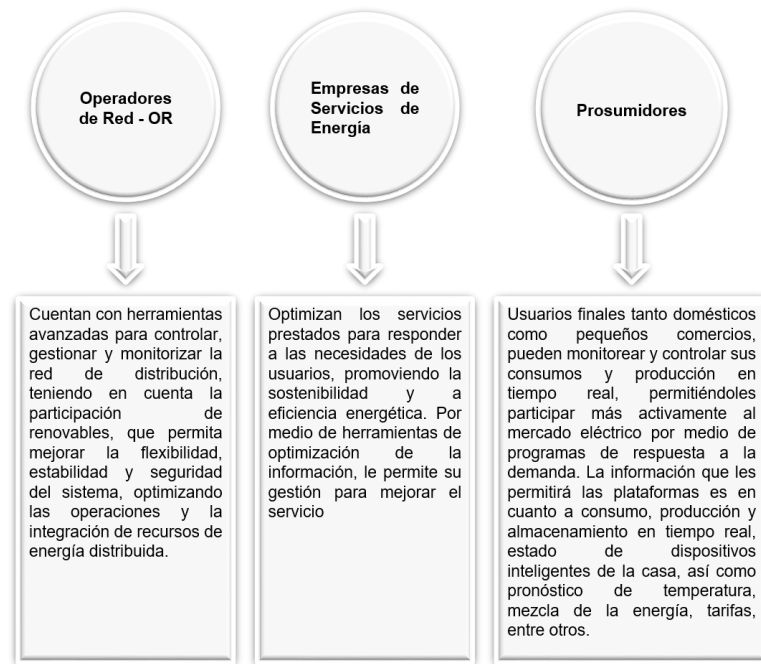 Operadores
de Red - OR
Empresas de
Servicios de
Energía
Prosumidores
Cuentan con herramientas
avanzadas para controlar,
gestionar y monitorizar la
red de distribución,
teniendo en cuenta la
participación de
renovables, que permita
mejorar la flexibilidad,
estabilidad y seguridad
del sistema, optimizando
las operaciones y la
integración de recursos de
energía distribuida.
Optimizan los servicios
prestados para responder
a las necesidades de los
usuarios, promoviendo la
sostenibilidad y a
eficiencia energética. Por
medio de herramientas de
optimización de la
información, le permite su
gestión para mejorar el
servicio
Usuarios finales tanto domésticos
como pequeños comercios,
pueden monitorear y controlar sus
consumos y producción en
tiempo real, permitiéndoles
participar más activamente al
mercado eléctrico por medio de
programas de respuesta a la
demanda. La información que les
permitirá las plataformas es en
cuanto a consumo, producción y
almacenamiento en tiempo real,
estado de dispositivos
inteligentes de la casa, así como
pronóstico de temperatura,
mezcla de la energía, tarifas,
entre otros.